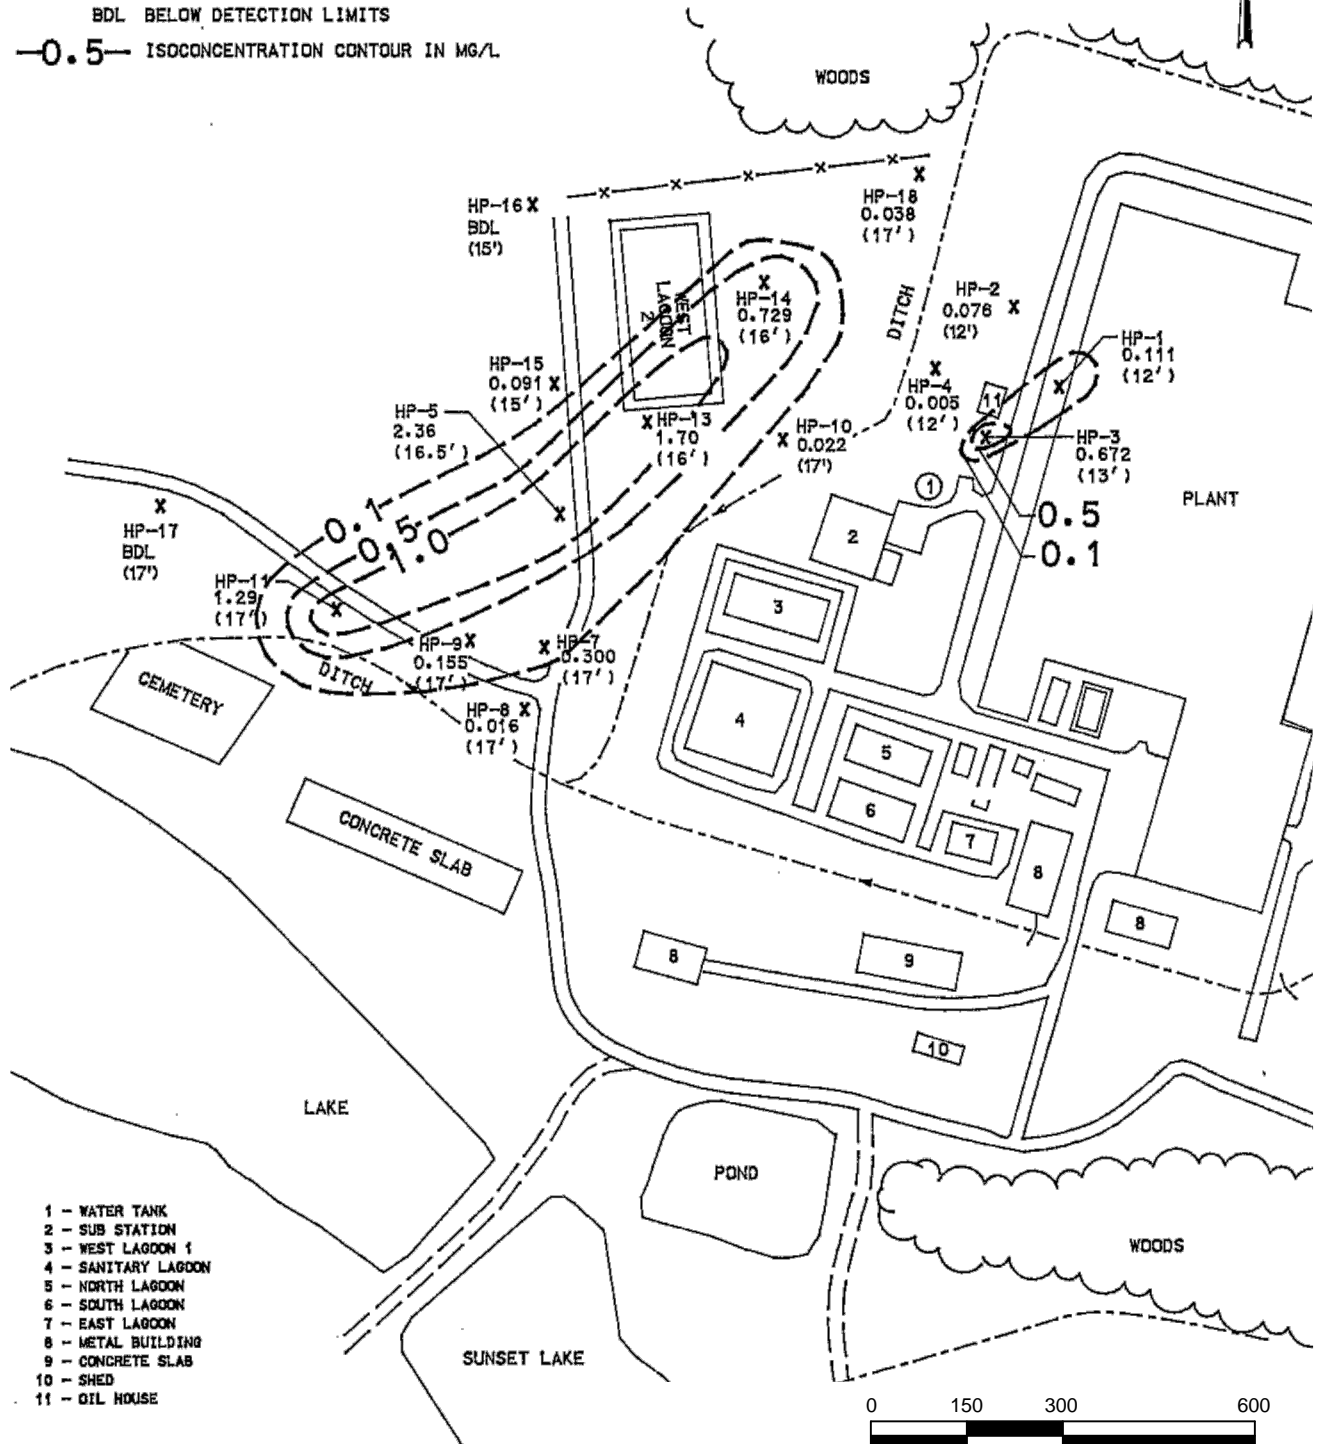 BDL BELOW DETECTION LIMITS
—0.5— ISOCONCENTRATION CONTOUR IN MG/L
WOODS
HP-16 X
BDL
(15')
HP-18
0.038
(17')
WEST
LAGOON
2
HP-14
0.729
(16')
DITCH
HP-2
0.076
(12')
HP-1
0.111
(12')
HP-15
0.091
(15')
HP-4
0.005
(12')
11
HP-5
2.36
(16.5')
HP-13
1.70
(16')
HP-10
0.022
(17')
HP-3
0.672
(13')
PLANT
HP-17
BDL
(17')
0.1
0.5
1.0
1
2
0.5
0.1
HP-11
1.29
(17')
3
HP-9
0.155
(17')
HP-7
0.300
(17')
DITCH
CEMETERY
HP-8
0.016
(17')
4
5
6
7
8
CONCRETE SLAB
8
8
9
10
LAKE
POND
WOODS
SUNSET LAKE
1 - WATER TANK
2 - SUB STATION
3 - WEST LAGOON 1
4 - SANITARY LAGOON
5 - NORTH LAGOON
6 - SOUTH LAGOON
7 - EAST LAGOON
8 - METAL BUILDING
9 - CONCRETE SLAB
10 - SHED
11 - OIL HOUSE
0 150 300 600